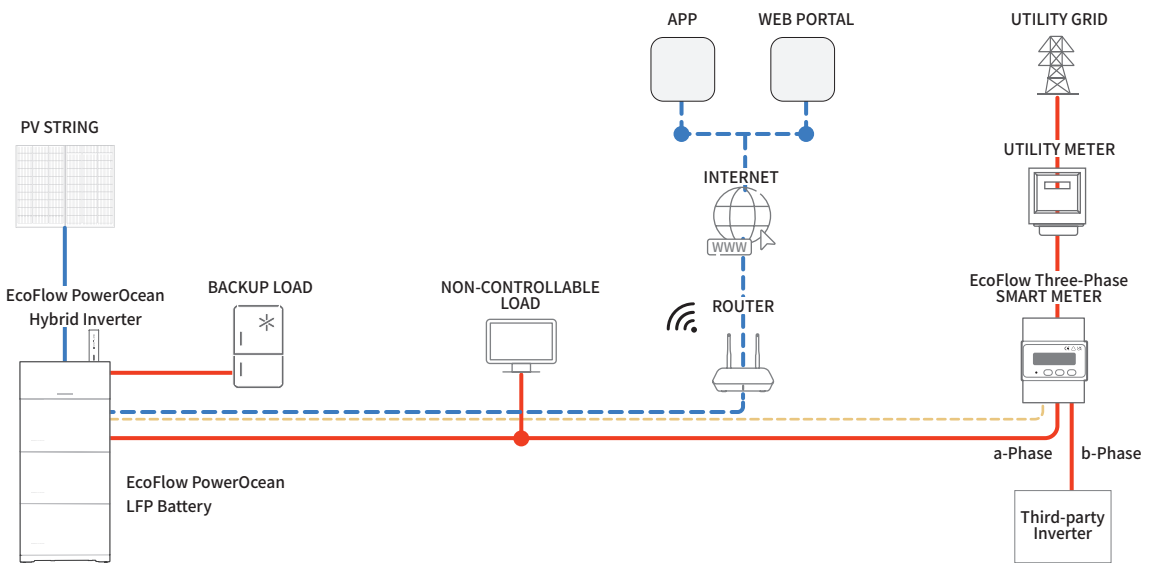 APP
WEB PORTAL
UTILITY GRID
PV STRING
UTILITY METER
INTERNET
WWW
EcoFlow Three-Phase
SMART METER
EcoFlow PowerOcean
Hybrid Inverter
BACKUP LOAD
NON-CONTROLLABLE
LOAD
ROUTER
a-Phase
b-Phase
EcoFlow PowerOcean
LFP Battery
Third-party
Inverter